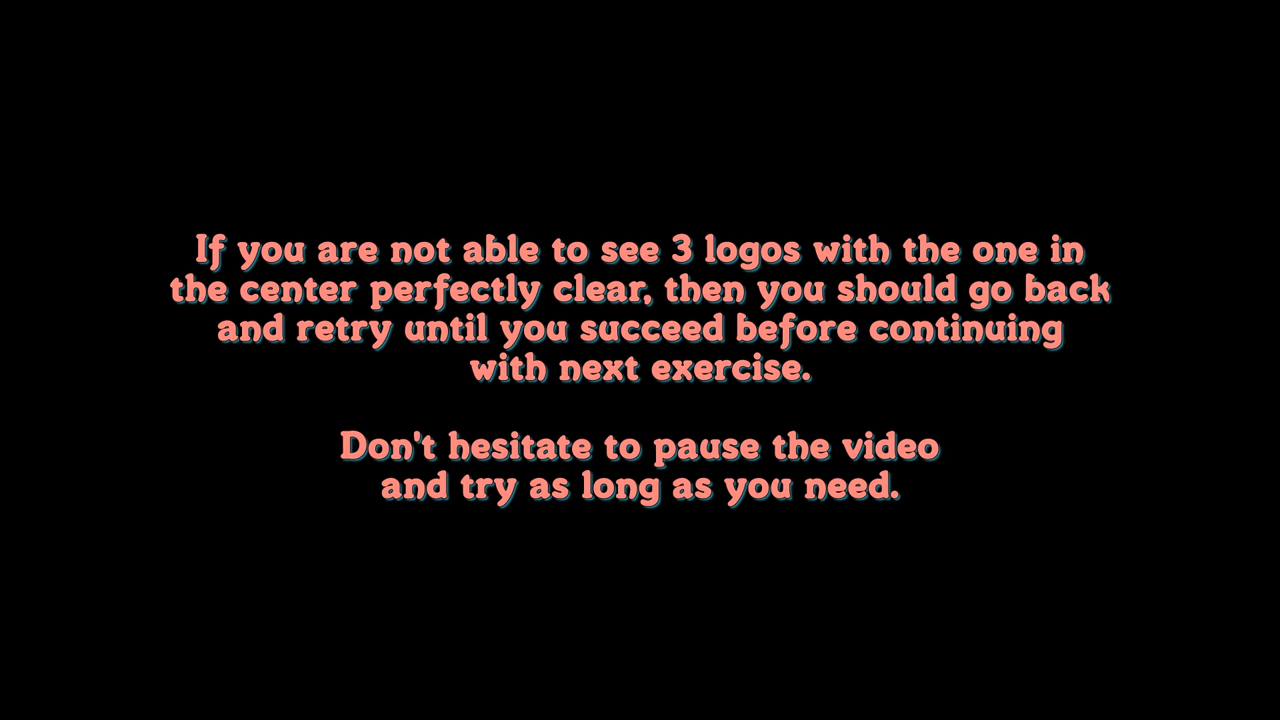 If you are not able to see 3 logos with the one in
the center perfectly clear, then you should go back
and retry until you succeed before continuing
with next exercise.
Don't hesitate to pause the video
and try as long as you need.